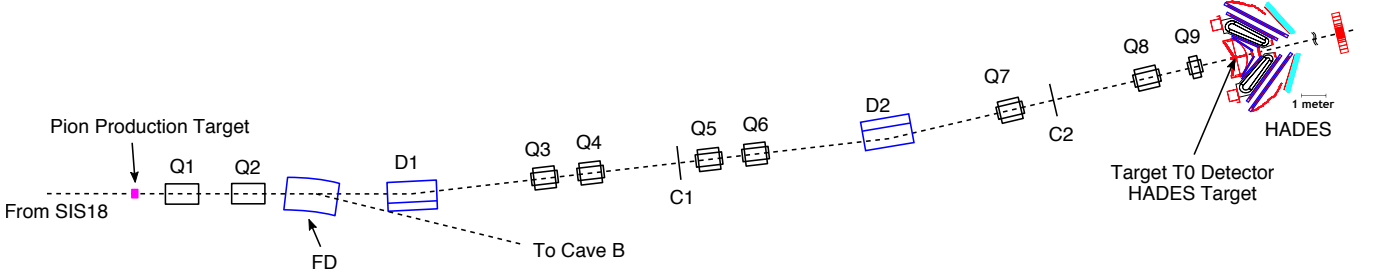 Pion Production Target
Q1
Q2
D1
Q3
Q4
Q5
Q6
D2
Q7
Q8
Q9
1 meter
HADES
C2
C1
Target T0 Detector
HADES Target
From SIS18
FD
To Cave B